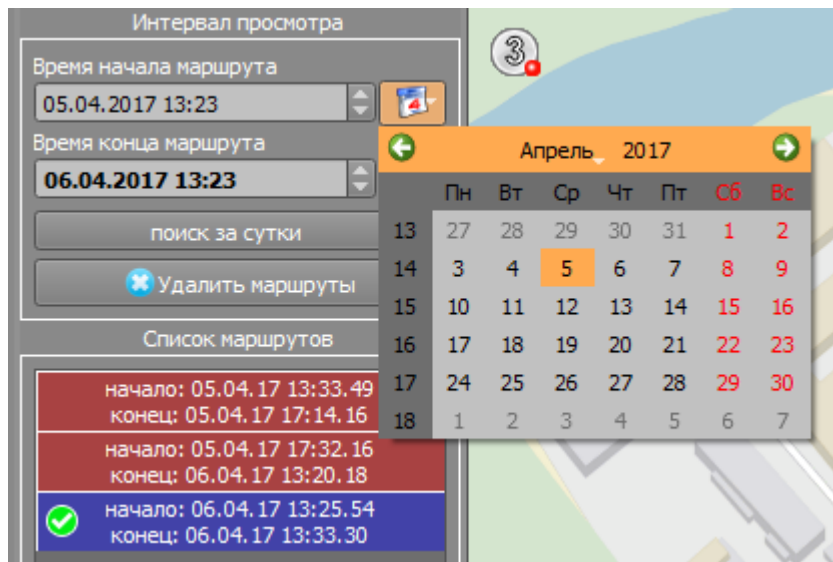 Интервал просмотра
3
Время начала маршрута
05.04.2017 13:23
4
Время конца маршрута
06.04.2017 13:23
Апрель 2017
Пн Вт Ср Чт Пт Сб Вс
13 27 28 29 30 31 1 2
14 3 4 5 6 7 8 9
15 10 11 12 13 14 15 16
16 17 18 19 20 21 22 23
17 24 25 26 27 28 29 30
18 1 2 3 4 5 6 7
поиск за сутки
Удалить маршруты
Список маршрутов
начало: 05.04.17 13:33.49
конец: 05.04.17 17:14.16
начало: 05.04.17 17:32.16
конец: 06.04.17 13:20.18
начало: 06.04.17 13:25.54
конец: 06.04.17 13:33.30